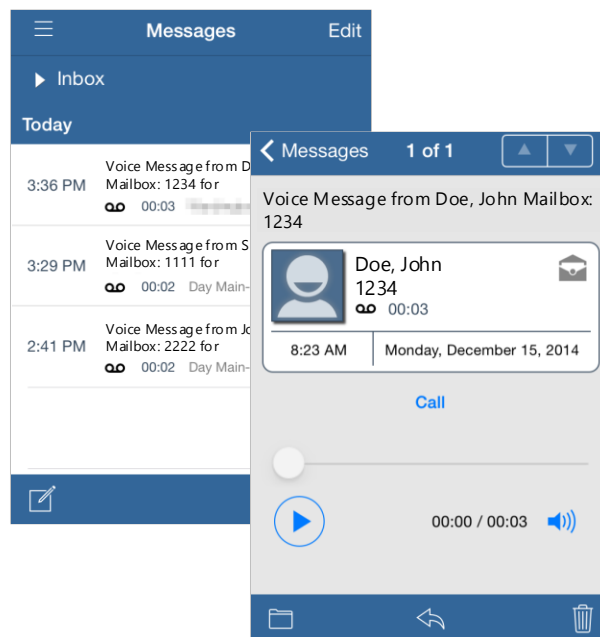 Messages
Edit
Inbox
Today
3:36 PM
Voice Message from D
Mailbox: 1234 for
00:03
3:29 PM
Voice Message from S
Mailbox: 1111 for
00:02 Day Main-
2:41 PM
Voice Message from Jo
Mailbox: 2222 for
00:02 Day Main-
Messages
1 of 1
Voice Message from Doe, John Mailbox:
1234
Doe, John
1234
00:03
8:23 AM
Monday, December 15, 2014
Call
00:00 / 00:03